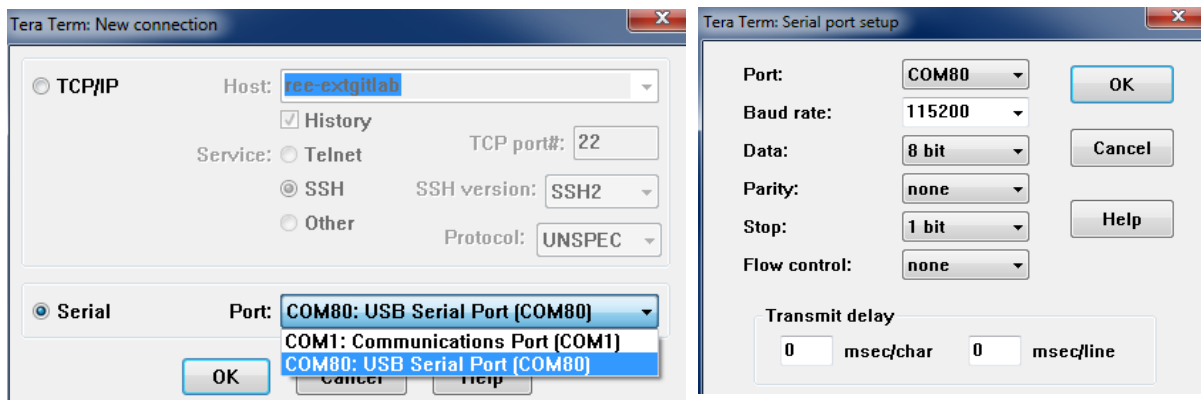 Tera Term: New connection
x
TCP/IP
Host: ree-extgitlab
History
Service: Telnet
TCP port#: 22
SSH
SSH version: SSH2
Other
Protocol: UNSPEC
Serial
Port: COM80: USB Serial Port (COM80)
COM1: Communications Port (COM1)
COM80: USB Serial Port (COM80)
OK Cancel Help
Tera Term: Serial port setup
x
Port: COM80
OK
Baud rate: 115200
Data: 8 bit
Cancel
Parity: none
Stop: 1 bit
Help
Flow control: none
Transmit delay
0 msec/char 0 msec/line